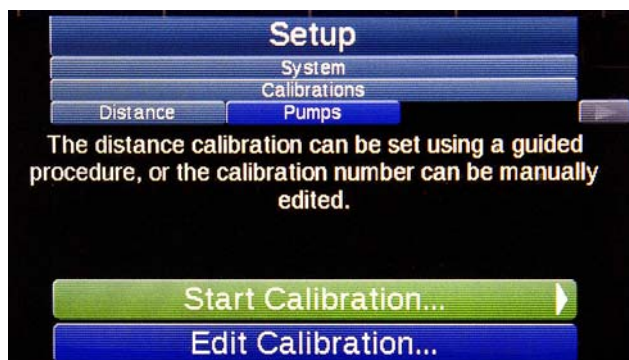 Setup
System
Calibrations
Distance Pumps
The distance calibration can be set using a guided
procedure, or the calibration number can be manually
edited.
Start Calibration...
Edit Calibration...